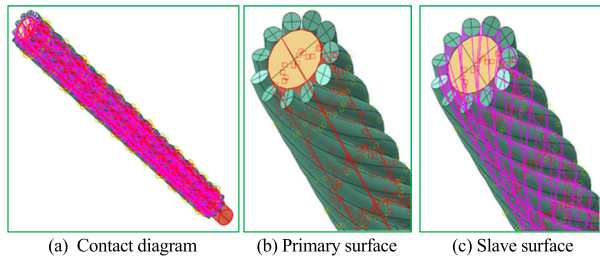 (a) Contact diagram
(b) Primary surface
(c) Slave surface